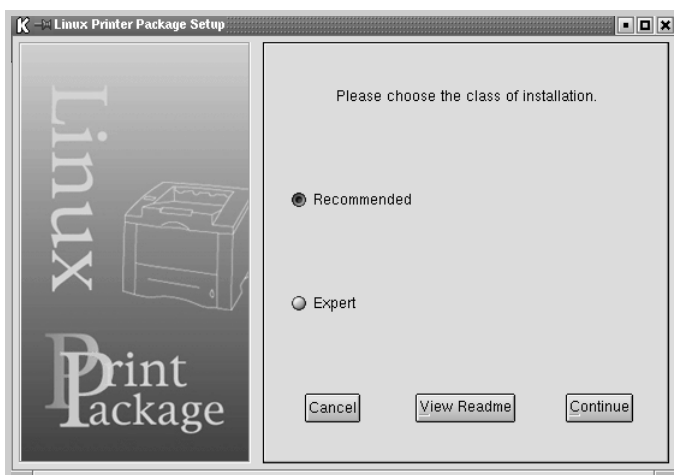 Linux Printer Package Setup
Linux
Print
Package
Please choose the class of installation.
Recommended
Expert
Cancel
View Readme
Continue